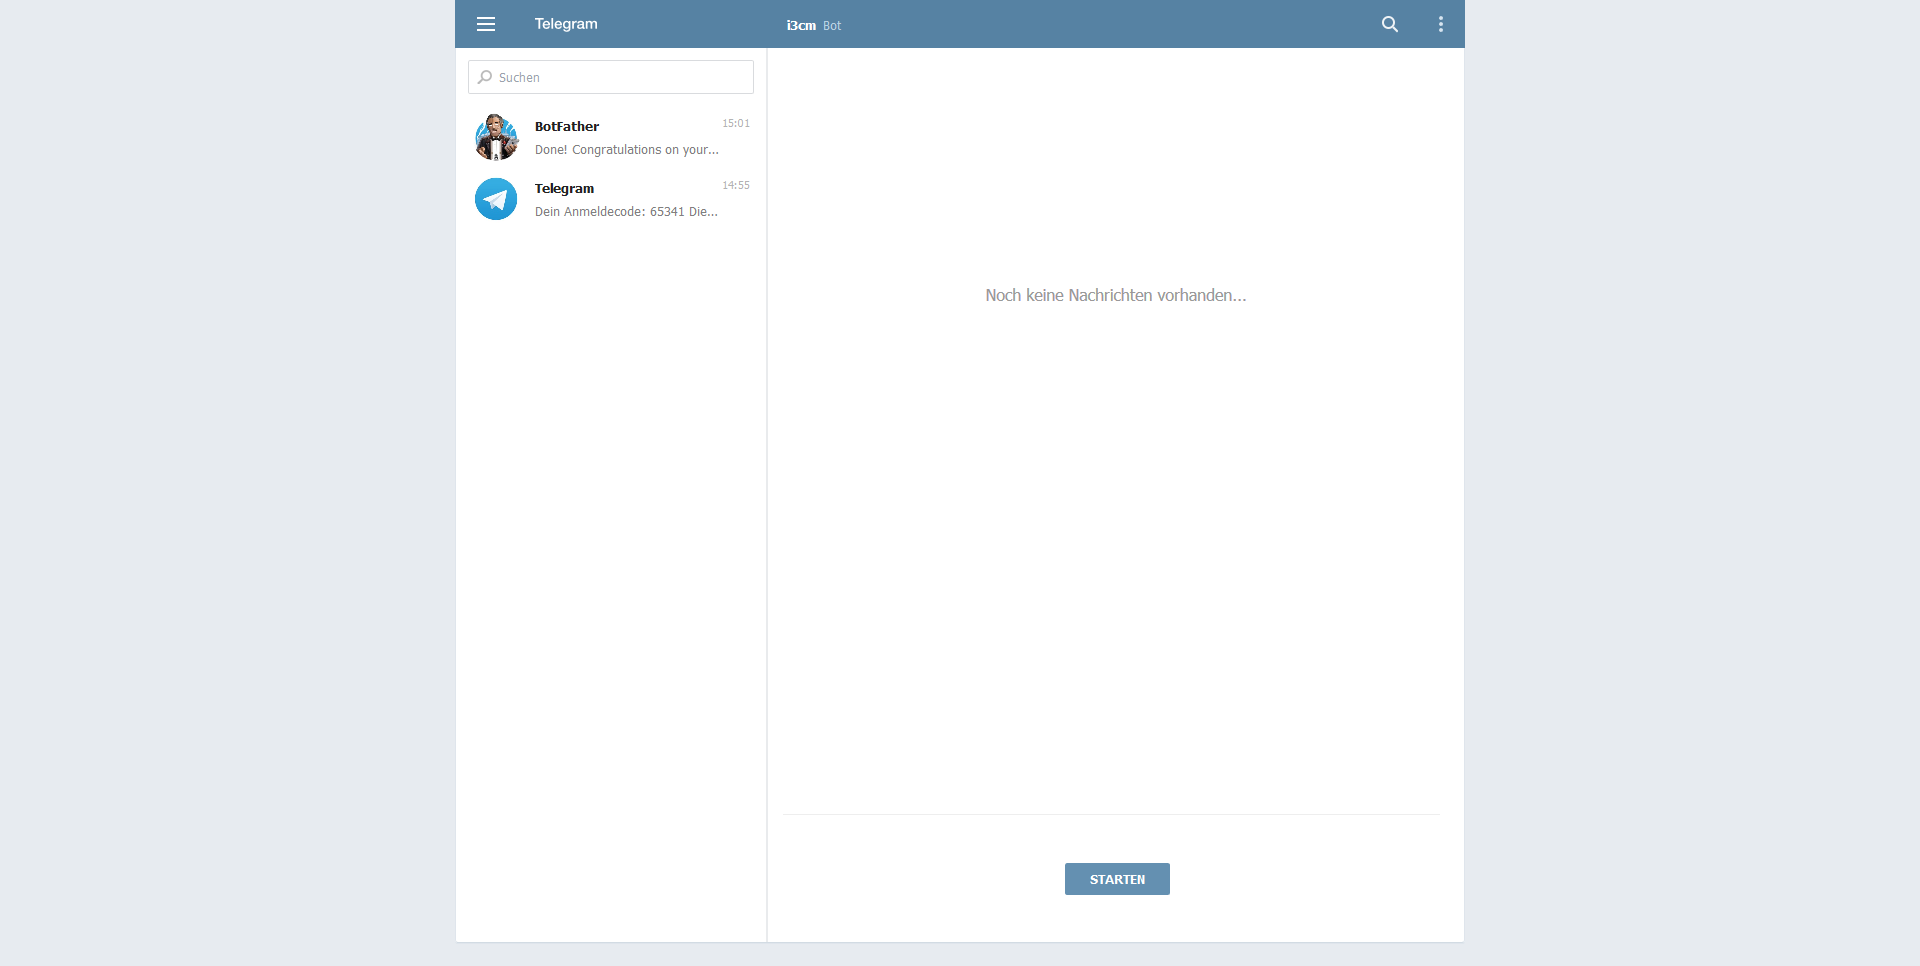 Telegram
i3cm Bot
Suchen
BotFather 15:01
Done! Congratulations on your...
Telegram 14:55
Dein Anmeldecode: 65341 Die...
Noch keine Nachrichten vorhanden...
STARTEN